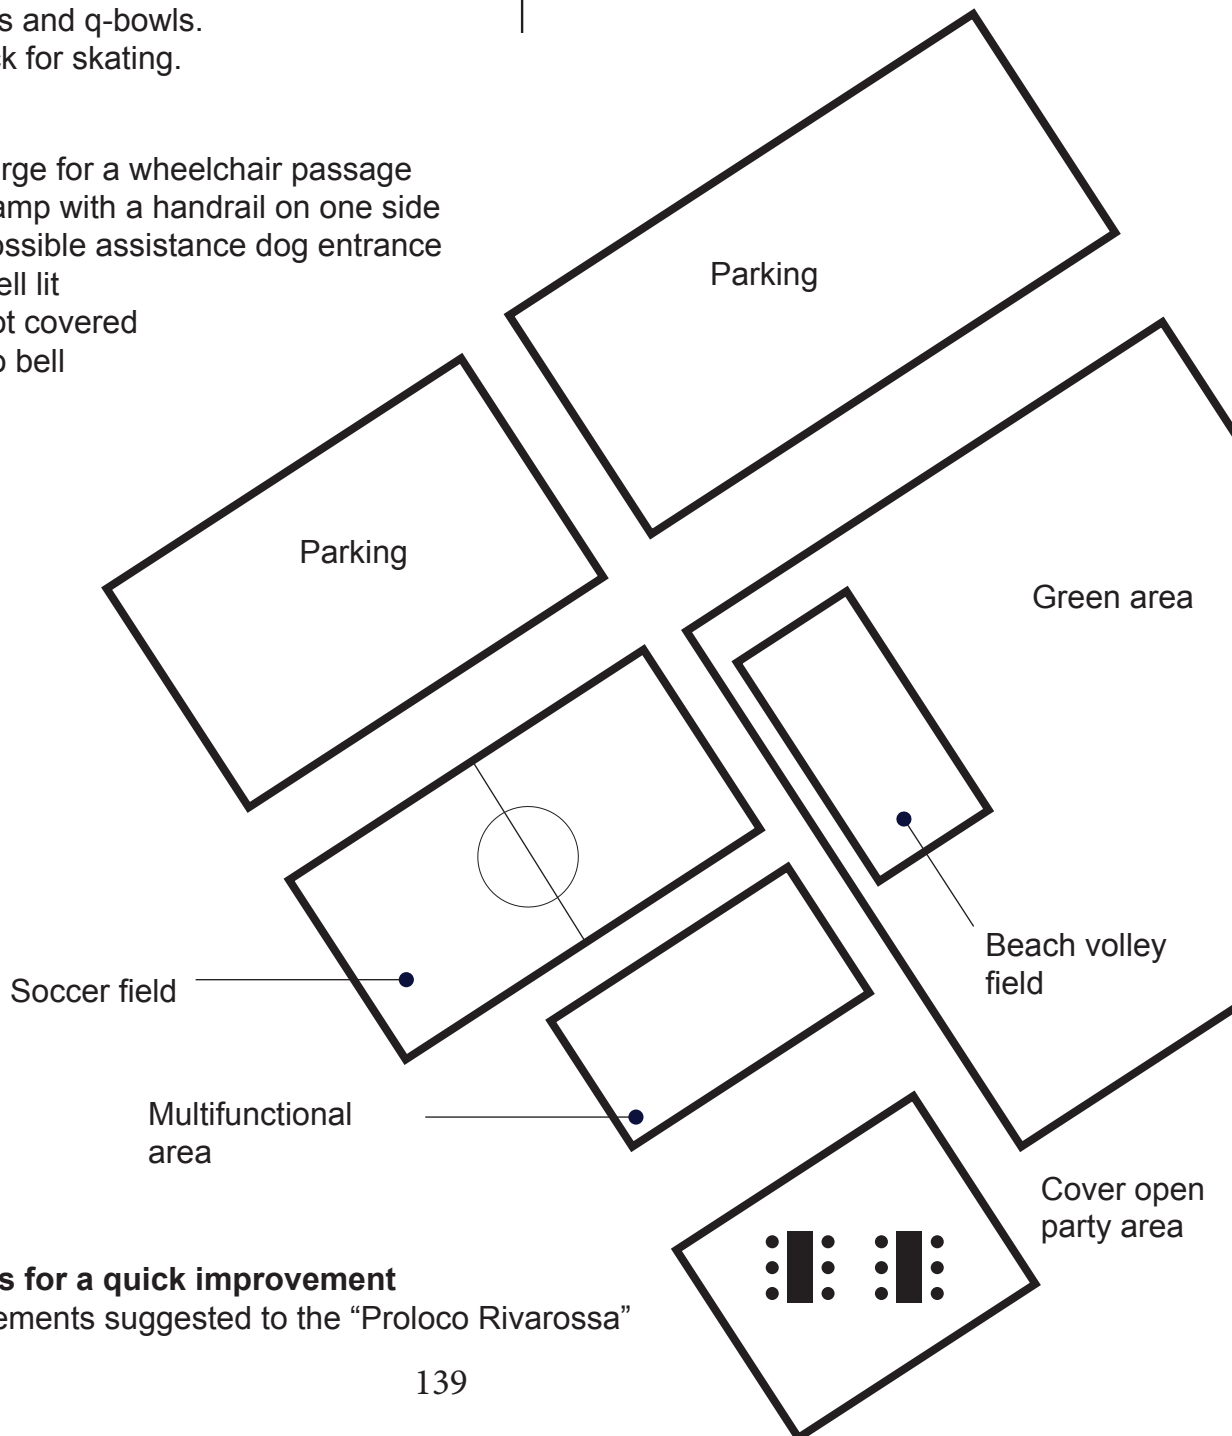 s and q-bowls.
k for skating.
rge for a wheelchair passage
amp with a handrail on one side
ossible assistance dog entrance
ell lit
ot covered
o bell
Parking
Parking
Green area
Beach volley
field
Soccer field
Multifunctional
area
Cover open
party area
s for a quick improvement
ements suggested to the “Proloco Rivarossa”
139